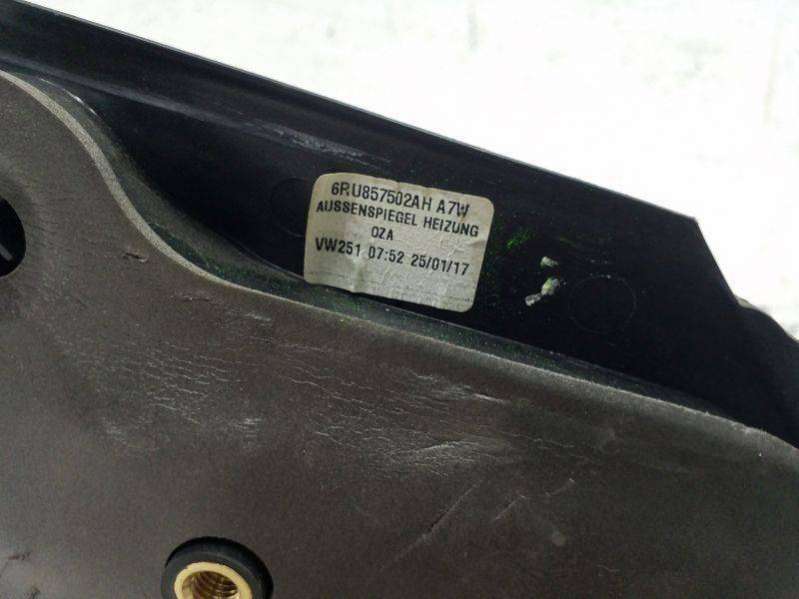 6RU857502AH A7W
AUSSENSPIEGEL HEIZUNG
OZA
VW251 07:52 25/01/17